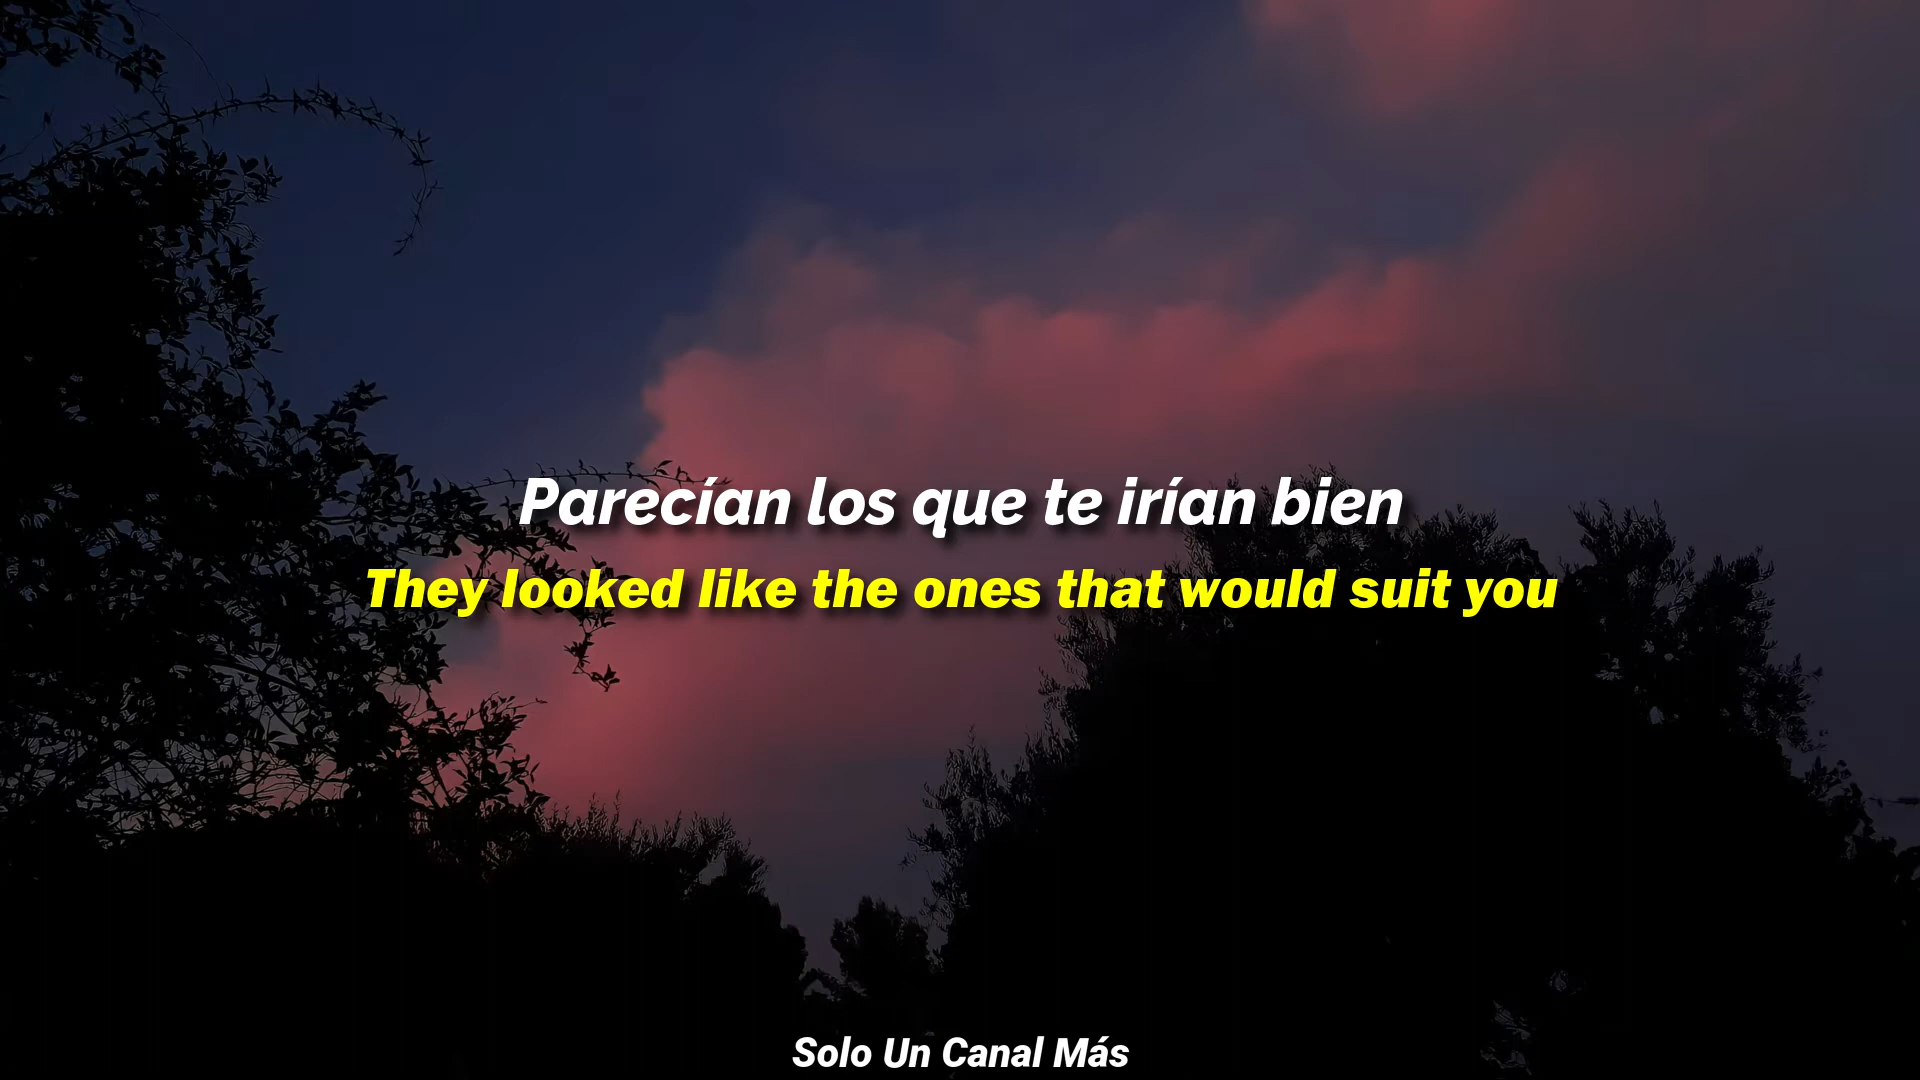 Parecían los que te irían bien
They looked like the ones that would suit you
Solo Un Canal Más